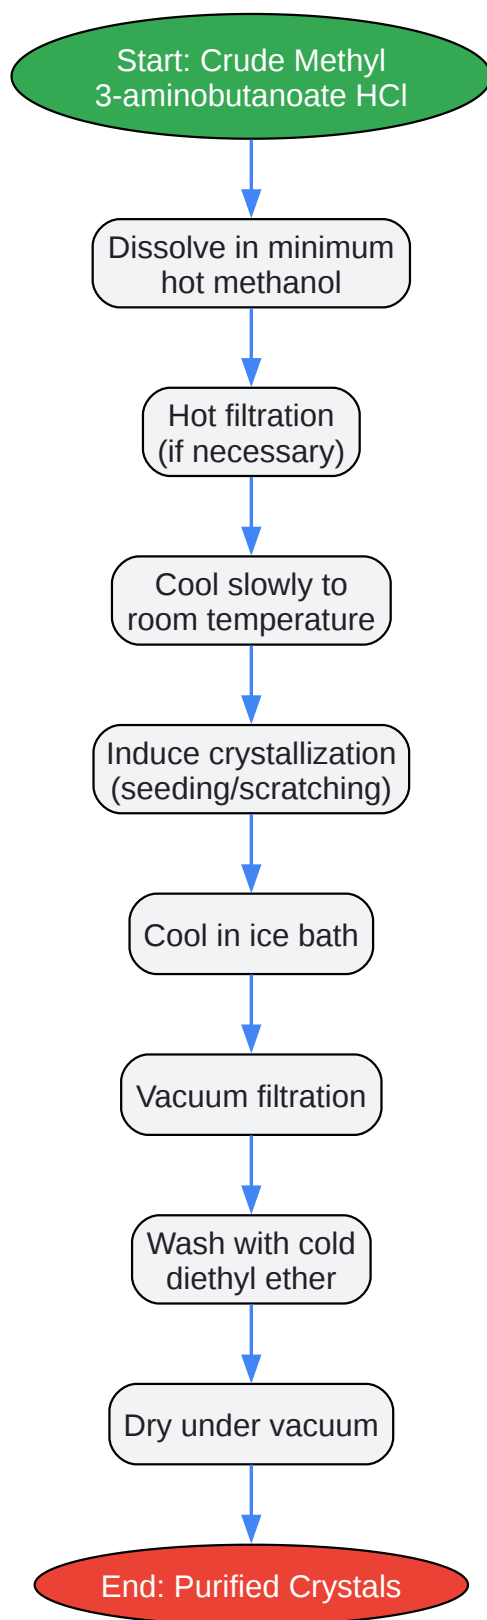 Start: Crude Methyl
3-aminobutanoate HCl
Dissolve in minimum
hot methanol
Hot filtration
(if necessary)
Cool slowly to
room temperature
Induce crystallization
(seeding/scratching)
Cool in ice bath
Vacuum filtration
Wash with cold
diethyl ether
Dry under vacuum
End: Purified Crystals